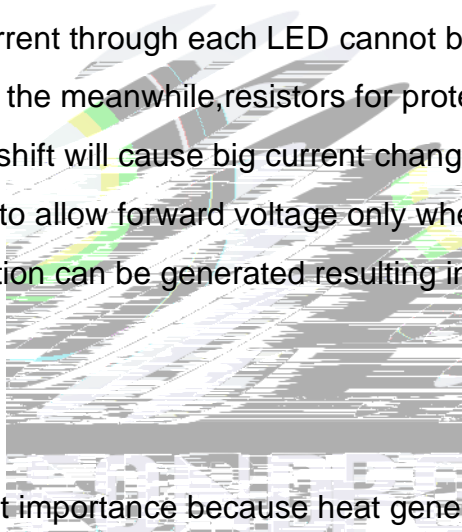 rrent through each LED cannot b
the meanwhile,resistors for prote
shift will cause big current chang
to allow forward voltage only whe
tion can be generated resulting in
t importance because heat gene